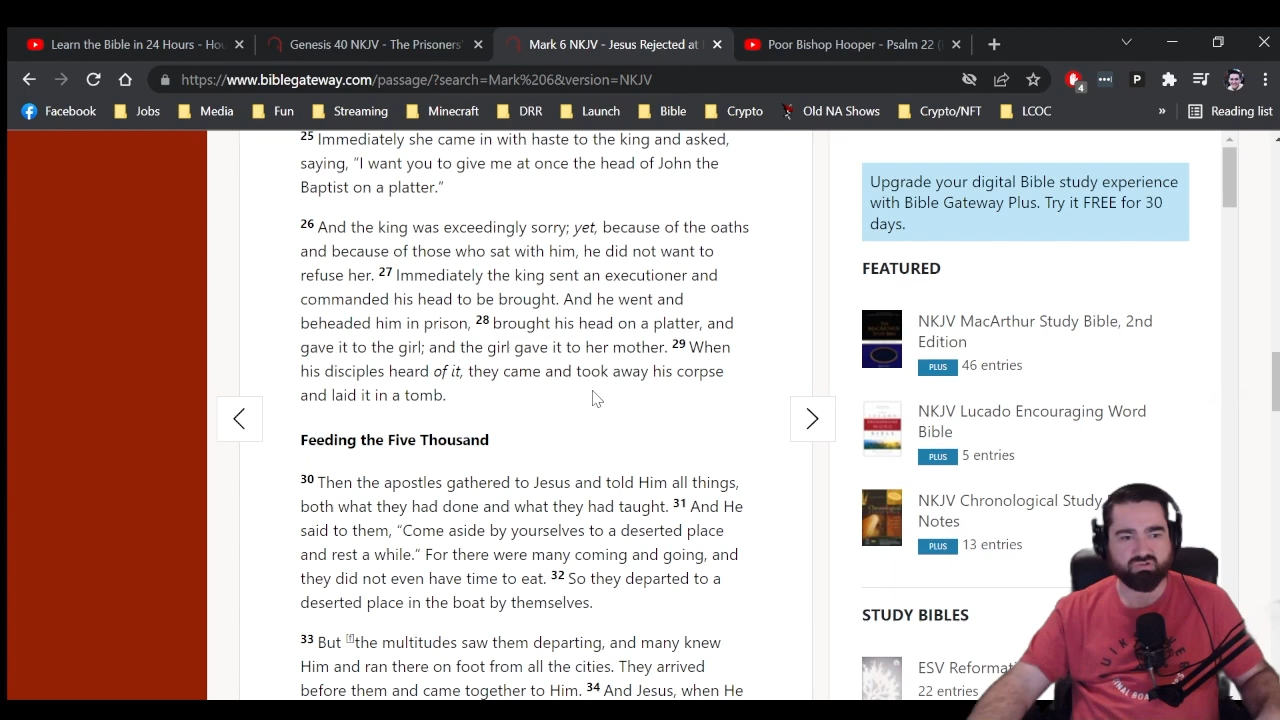 Learn the Bible in 24 Hours - Hou
Genesis 40 NKJV - The Prisoners'
Mark 6 NKJV - Jesus Rejected at
Poor Bishop Hooper - Psalm 22 (
https://www.biblegateway.com/passage/?search=Mark%206&version=NKJV
4
P
Facebook
Jobs
Media
Fun
Streaming
Minecraft
DRR
Launch
Bible
Crypto
Old NA Shows
Crypto/NFT
LCOC
»
Reading list
25 Immediately she came in with haste to the king and asked,
saying, “I want you to give me at once the head of John the
Baptist on a platter.”
26 And the king was exceedingly sorry; yet, because of the oaths
and because of those who sat with him, he did not want to
refuse her. 27 Immediately the king sent an executioner and
commanded his head to be brought. And he went and
beheaded him in prison, 28 brought his head on a platter, and
gave it to the girl; and the girl gave it to her mother. 29 When
his disciples heard of it, they came and took away his corpse
and laid it in a tomb.
Feeding the Five Thousand
30 Then the apostles gathered to Jesus and told Him all things,
both what they had done and what they had taught. 31 And He
said to them, “Come aside by yourselves to a deserted place
and rest a while.” For there were many coming and going, and
they did not even have time to eat. 32 So they departed to a
deserted place in the boat by themselves.
33 But [f]the multitudes saw them departing, and many knew
Him and ran there on foot from all the cities. They arrived
before them and came together to Him. 34 And Jesus, when He
Upgrade your digital Bible study experience
with Bible Gateway Plus. Try it FREE for 30
days.
FEATURED
NKJV MacArthur Study Bible, 2nd
Edition
PLUS 46 entries
NKJV Lucado Encouraging Word
Bible
PLUS 5 entries
NKJV Chronological Study
Notes
PLUS 13 entries
STUDY BIBLES
ESV Reformati
22 entries